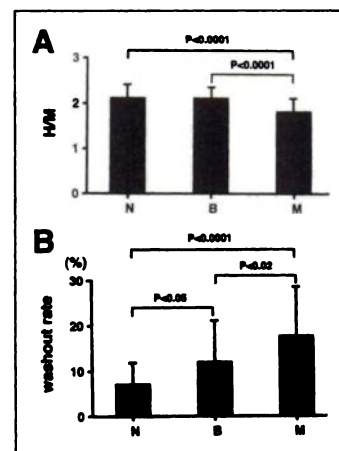 A
3
P<0.0001
P<0.0001
2
H/M
1
0
N B M
B
P<0.0001
(%)
30
P<0.02
P<0.05
20
washout rate
10
0
N B M